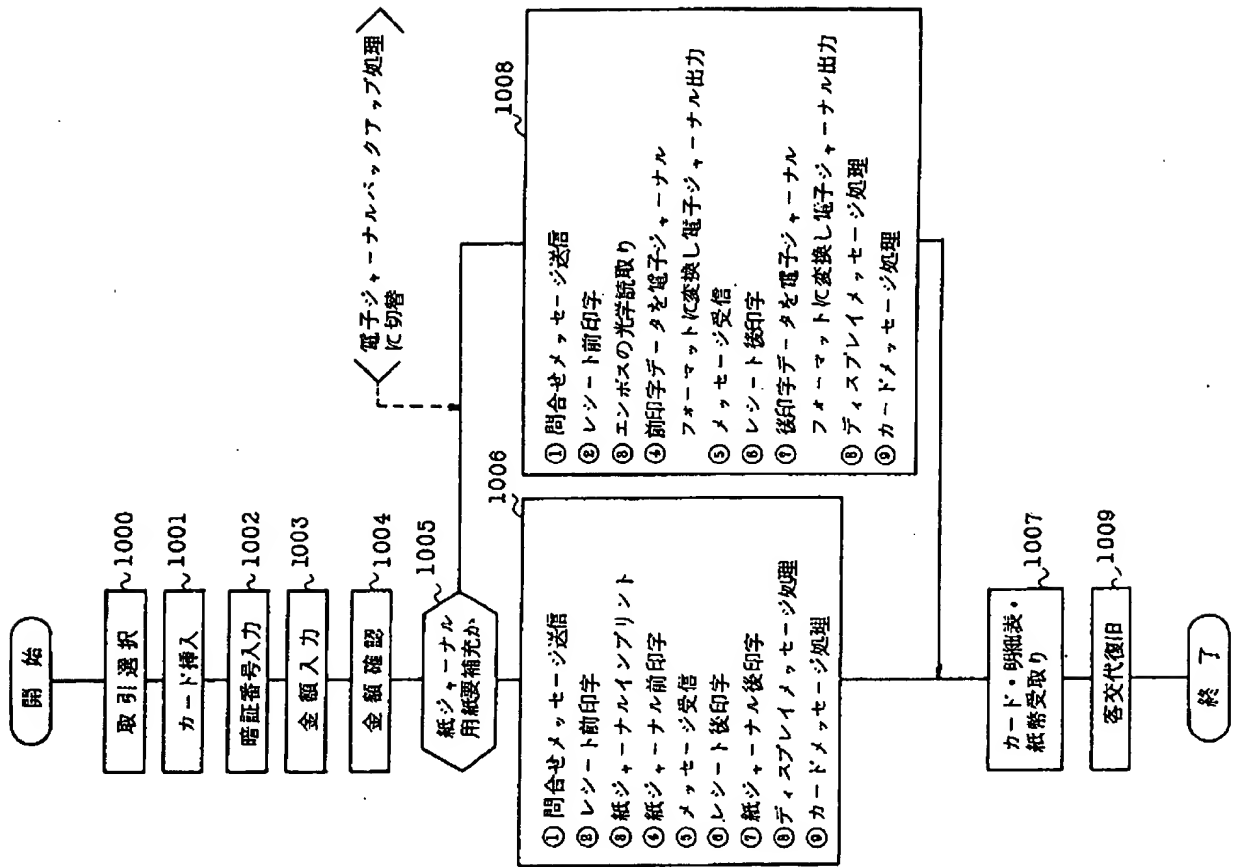 開始
取引選択
1000
カード挿入
1001
暗証番号入力
1002
金額入力
1003
金額確認
1004
紙ジャーナル
用紙要補充か
1005
電子ジャーナルバックアップ処理
に切替
1006
①問合せメッセージ送信
②レシート前印字
③紙ジャーナルインプリント
④紙ジャーナル前印字
⑤メッセージ受信
⑥レシート後印字
⑦紙ジャーナル後印字
⑧ディスプレイメッセージ処理
⑨カードメッセージ処理
1008
①問合せメッセージ送信
②レシート前印字
③エンボスの光学読取り
④前印字データを電子ジャーナル
フォーマットに変換し電子ジャーナル出力
⑤メッセージ受信
⑥レシート後印字
⑦後印字データを電子ジャーナル
フォーマットに変換し電子ジャーナル出力
⑧ディスプレイメッセージ処理
⑨カードメッセージ処理
カード・明細表・
紙幣受取り
1007
客交代復旧
1009
終了